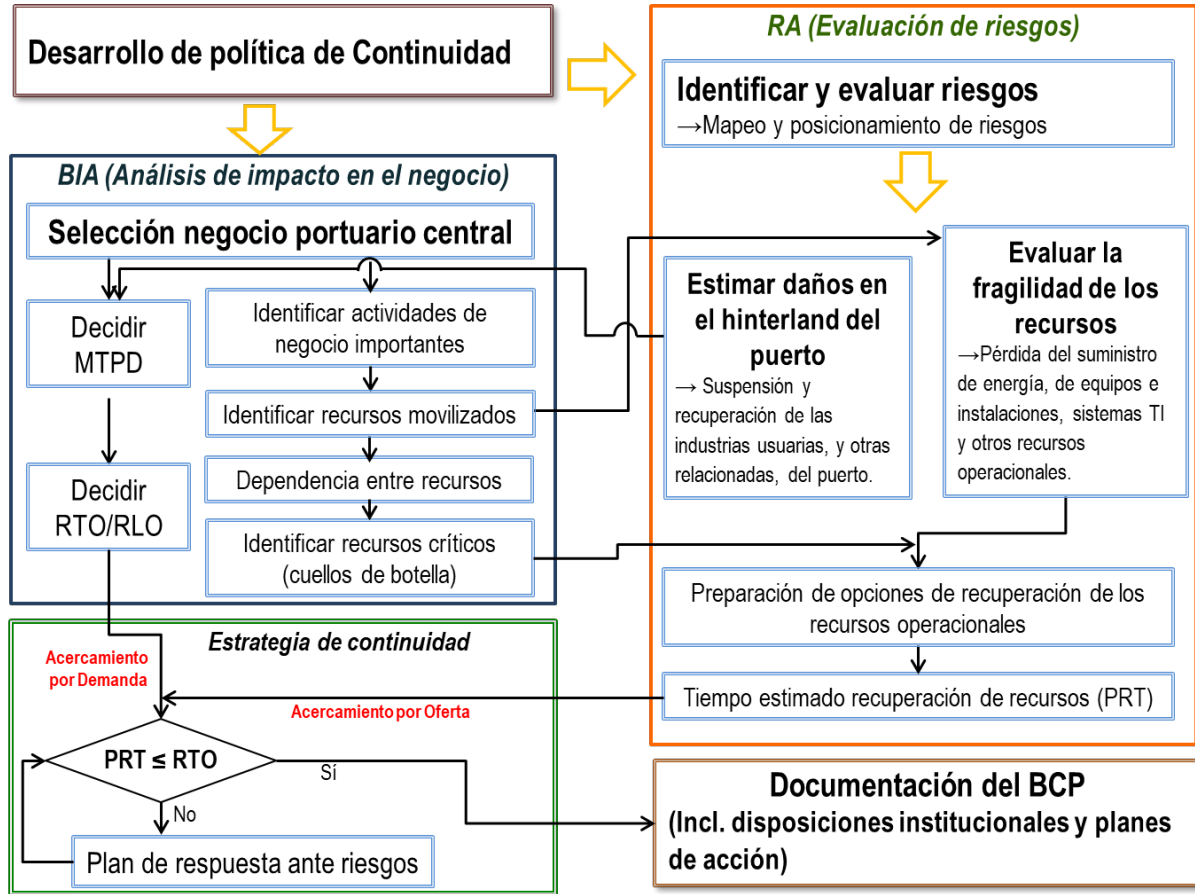 Desarrollo de política de Continuidad
RA (Evaluación de riesgos)
Identificar y evaluar riesgos
→Mapeo y posicionamiento de riesgos
BIA (Análisis de impacto en el negocio)
Selección negocio portuario central
Decidir
MTPD
Identificar actividades de
negocio importantes
Identificar recursos movilizados
Dependencia entre recursos
Decidir
RTO/RLO
Identificar recursos críticos
(cuellos de botella)
Estimar daños en
el hinterland del
puerto
→ Suspensión y
recuperación de las
industrias usuarias, y otras
relacionadas, del puerto.
Evaluar la
fragilidad de los
recursos
→Pérdida del suministro
de energía, de equipos e
instalaciones, sistemas TI
y otros recursos
operacionales.
Preparación de opciones de recuperación de los
recursos operacionales
Tiempo estimado recuperación de recursos (PRT)
Estrategia de continuidad
Acercamiento
por Demanda
Acercamiento por Oferta
PRT ≤ RTO
Sí
No
Plan de respuesta ante riesgos
Documentación del BCP
(Incl. disposiciones institucionales y planes
de acción)